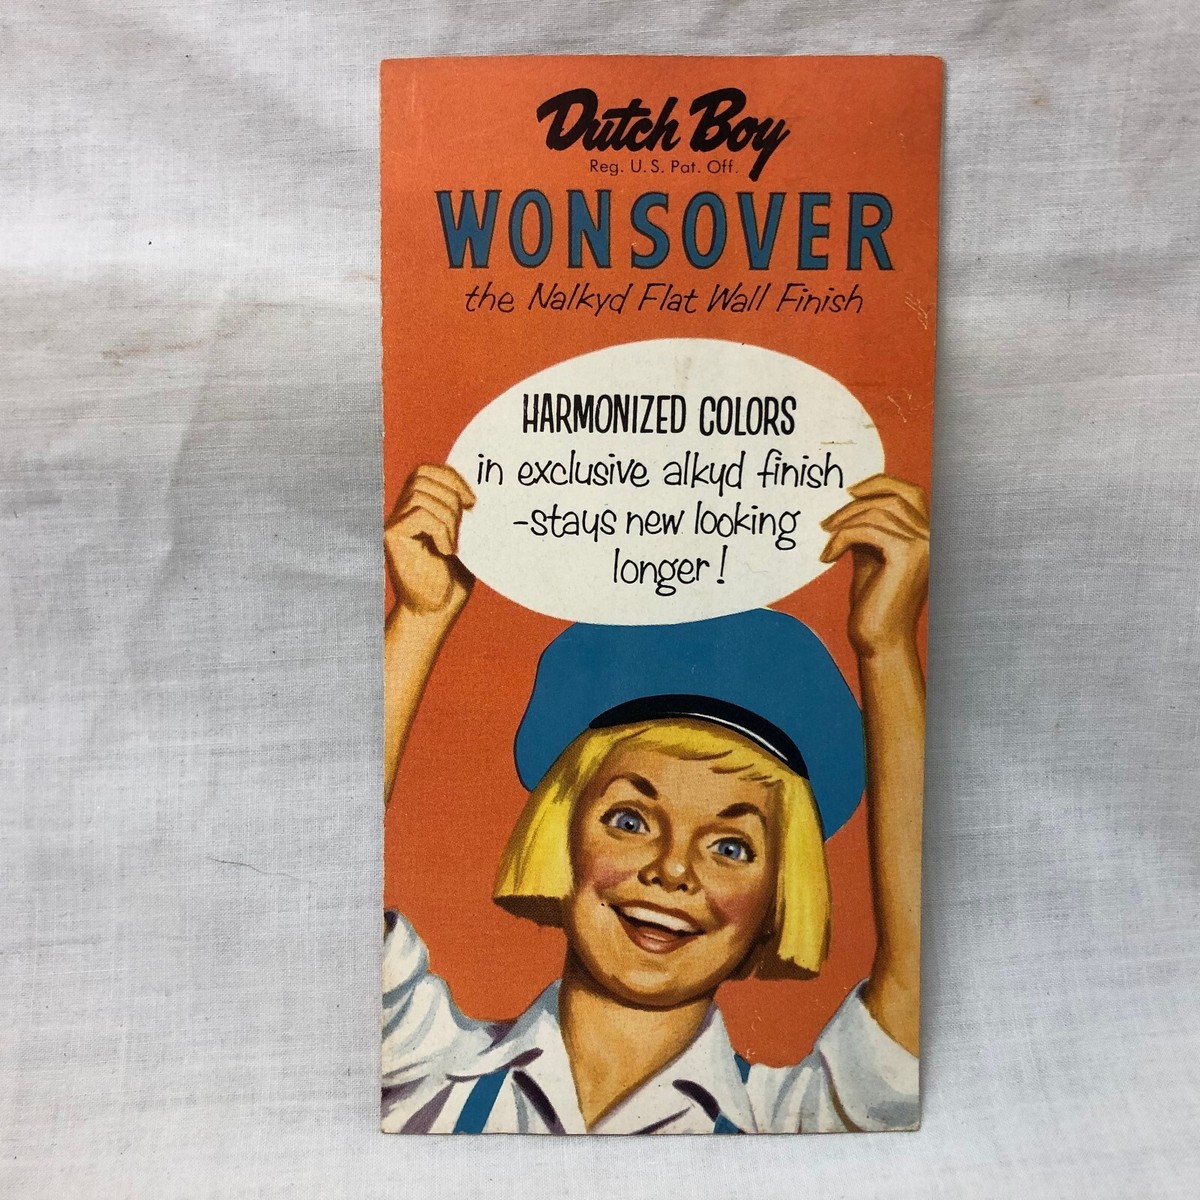 Dutch Boy
Reg. U.S. Pat. Off.
WONSOVER
the Nalkyd Flat Wall Finish
HARMONIZED COLORS
in exclusive alkyd finish
-stays new looking
longer!